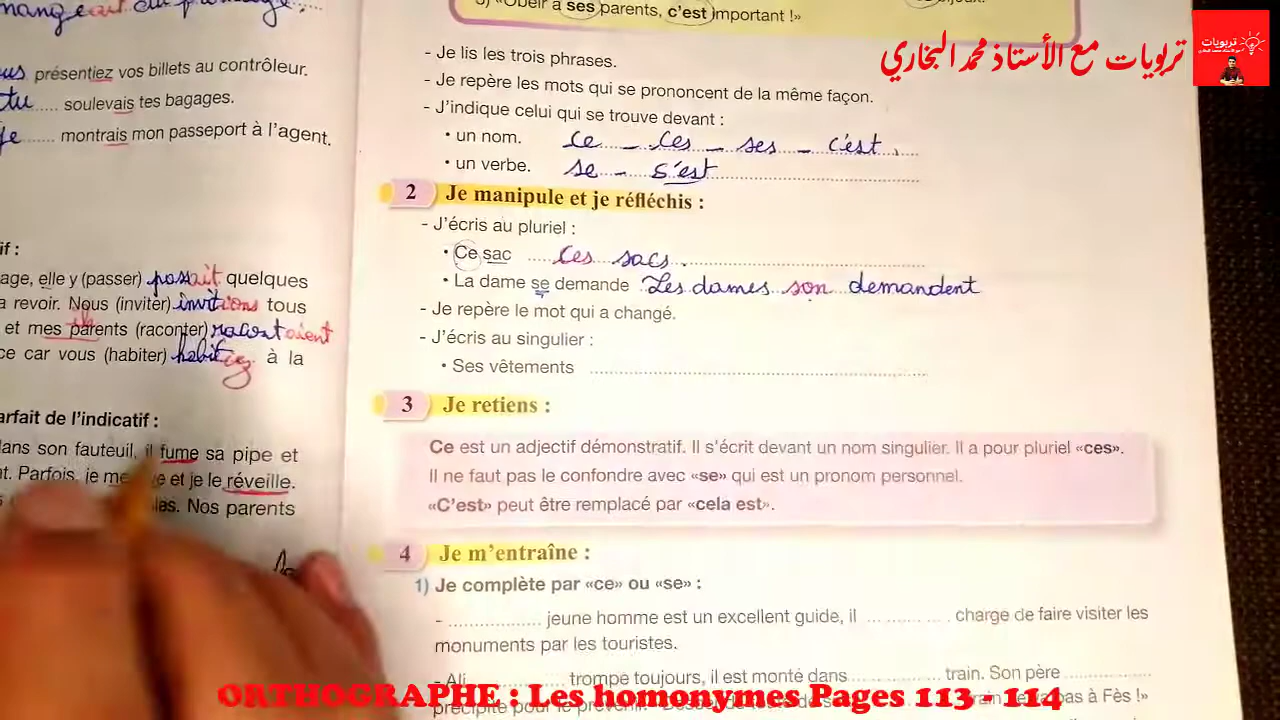 mangeait du fromage.
présentiez vos billets au contrôleur.
tu soulevais tes bagages.
je montrais mon passeport à l'agent.
if :
age, elle y (passer) passait quelques
a revoir. Nous (inviter) invitions tous
et mes parents (raconter) racontaient
ce car vous (habiter) habitiez à la
arfait de l'indicatif :
dans son fauteuil, il fume sa pipe et
t. Parfois, je me et je le réveille.
les. Nos parents
3) «Obéir à ses parents, c'est important !»
تربويات مع الأستاذ محمد البخاري
تربويات
- Je lis les trois phrases.
- Je repère les mots qui se prononcent de la même façon.
- J'indique celui qui se trouve devant :
• un nom. ce - ces - ses - c'est.
• un verbe. se - s'est
2 Je manipule et je réfléchis :
- J'écris au pluriel :
• Ce sac ces sacs.
• La dame se demande Les dames son demandent
- Je repère le mot qui a changé.
- J'écris au singulier :
• Ses vêtements
3 Je retiens :
Ce est un adjectif démonstratif. Il s'écrit devant un nom singulier. Il a pour pluriel «ces».
Il ne faut pas le confondre avec «se» qui est un pronom personnel.
«C'est» peut être remplacé par «cela est».
4 Je m'entraîne :
1) Je complète par «ce» ou «se» :
- jeune homme est un excellent guide, il charge de faire visiter les
monuments par les touristes.
- Ali trompe toujours, il est monté dans train. Son père
ORTHOGRAPHE : Les homonymes Pages 113 - 114